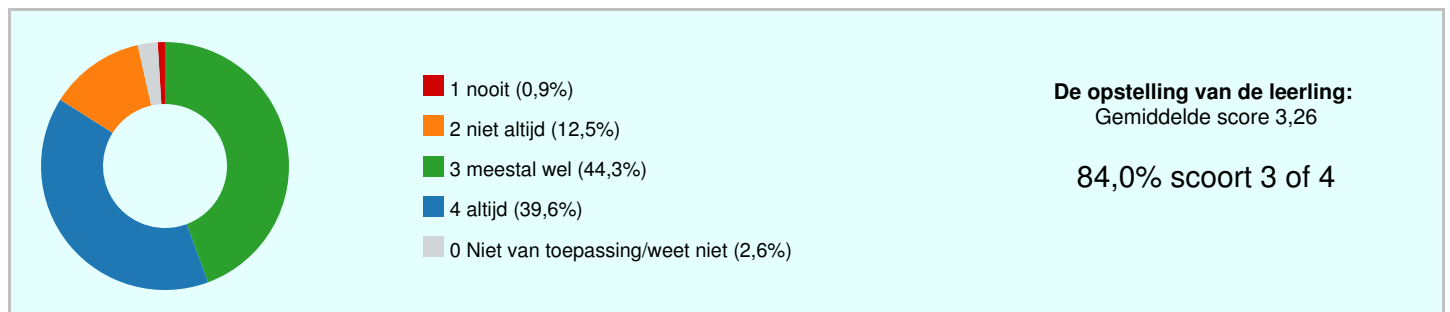 1 nooit (0,9%)
2 niet altijd (12,5%)
3 meestal wel (44,3%)
4 altijd (39,6%)
0 Niet van toepassing/weet niet (2,6%)
De opstelling van de leerling:
Gemiddelde score 3,26
84,0% scoort 3 of 4